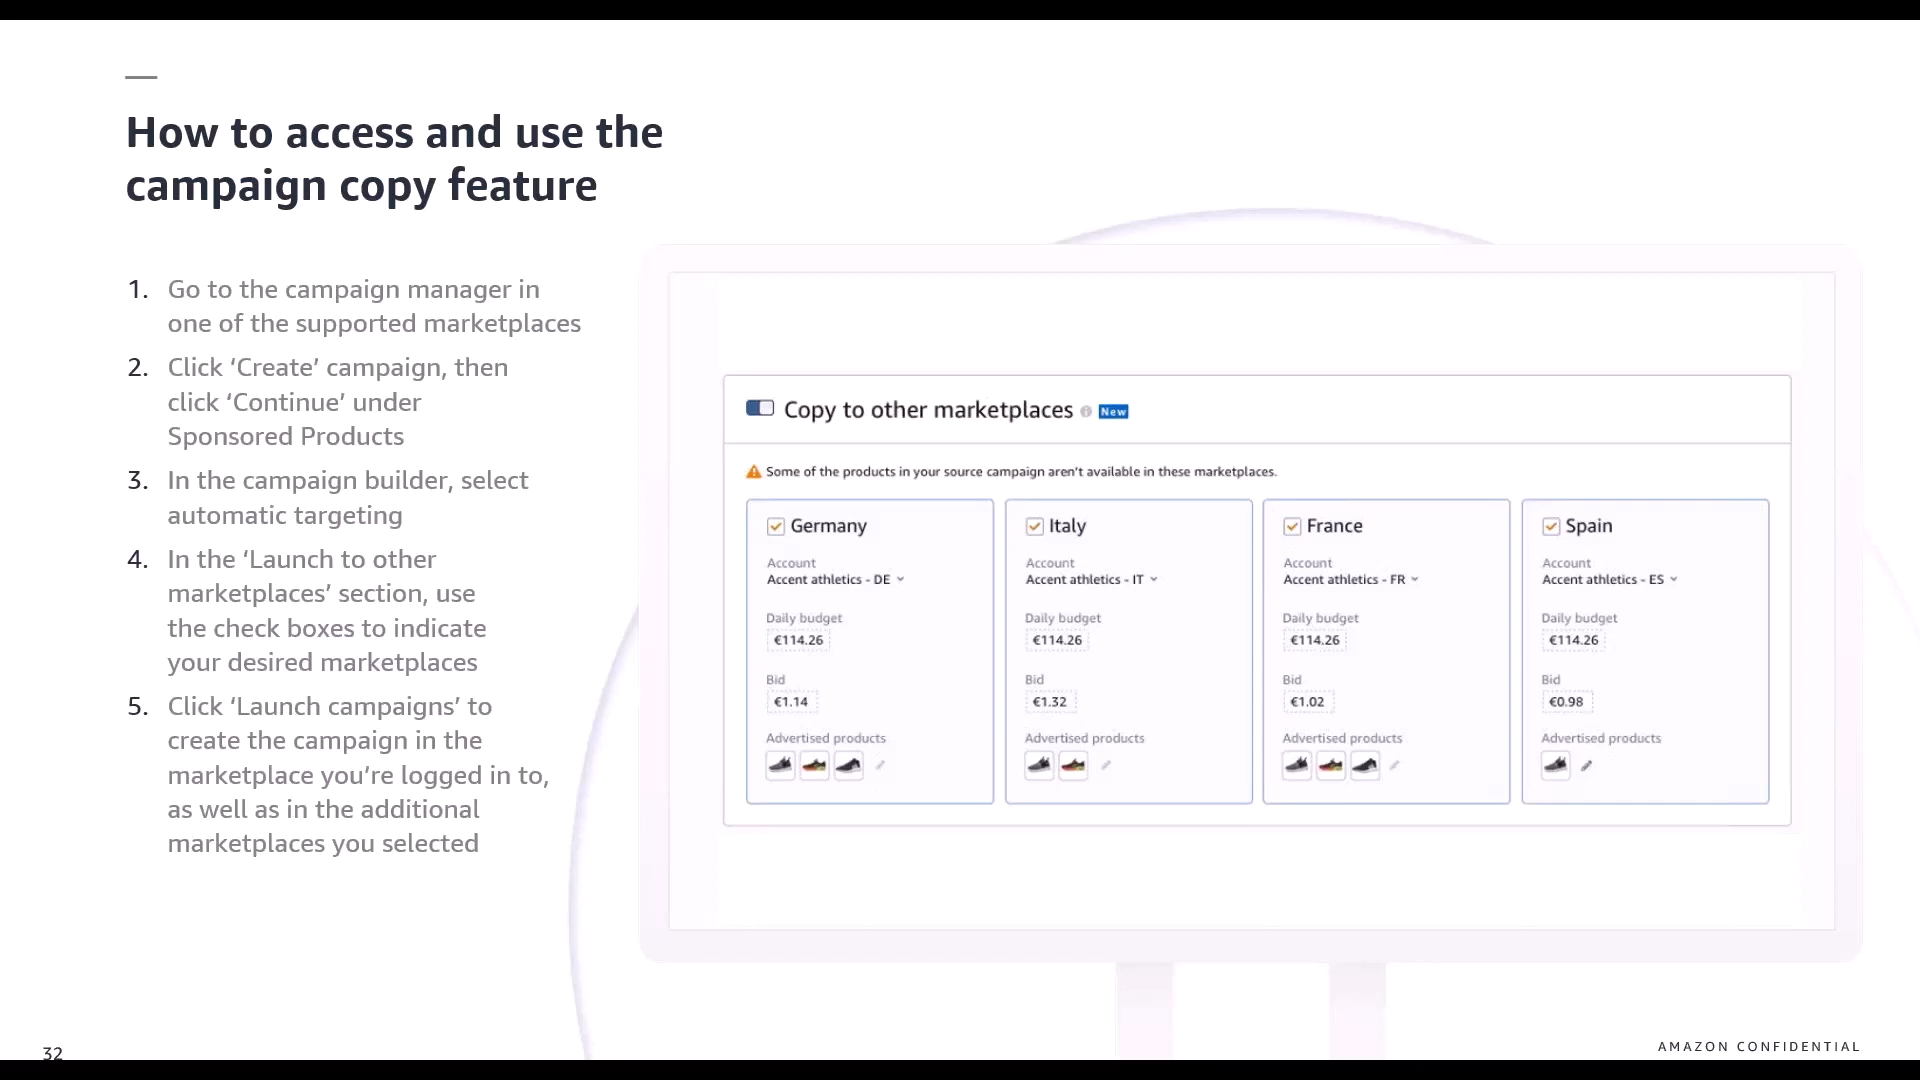 How to access and use the
campaign copy feature
1. Go to the campaign manager in
one of the supported marketplaces
2. Click ‘Create’ campaign, then
click ‘Continue’ under
Sponsored Products
3. In the campaign builder, select
automatic targeting
4. In the ‘Launch to other
marketplaces’ section, use
the check boxes to indicate
your desired marketplaces
5. Click ‘Launch campaigns’ to
create the campaign in the
marketplace you’re logged in to,
as well as in the additional
marketplaces you selected
Copy to other marketplaces New
Some of the products in your source campaign aren't available in these marketplaces.
Germany
Account
Accent athletics - DE
Daily budget
€114.26
Bid
€1.14
Advertised products
Italy
Account
Accent athletics - IT
Daily budget
€114.26
Bid
€1.32
Advertised products
France
Account
Accent athletics - FR
Daily budget
€114.26
Bid
€1.02
Advertised products
Spain
Account
Accent athletics - ES
Daily budget
€114.26
Bid
€0.98
Advertised products
32
AMAZON CONFIDENTIAL